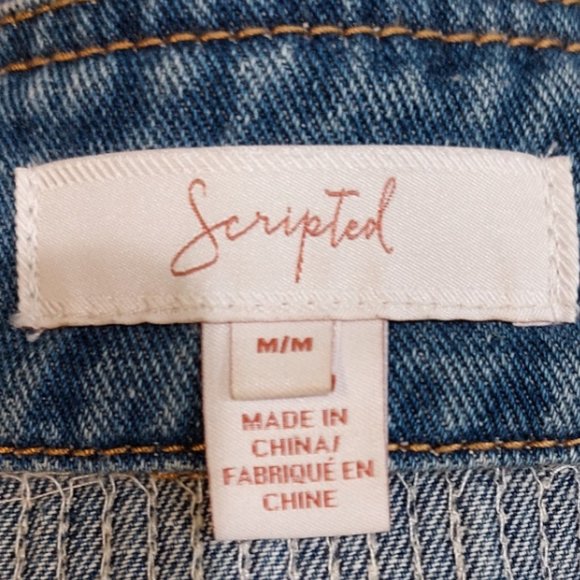 Scripted
M/M
MADE IN
CHINA/
FABRIQUÉ EN
CHINE